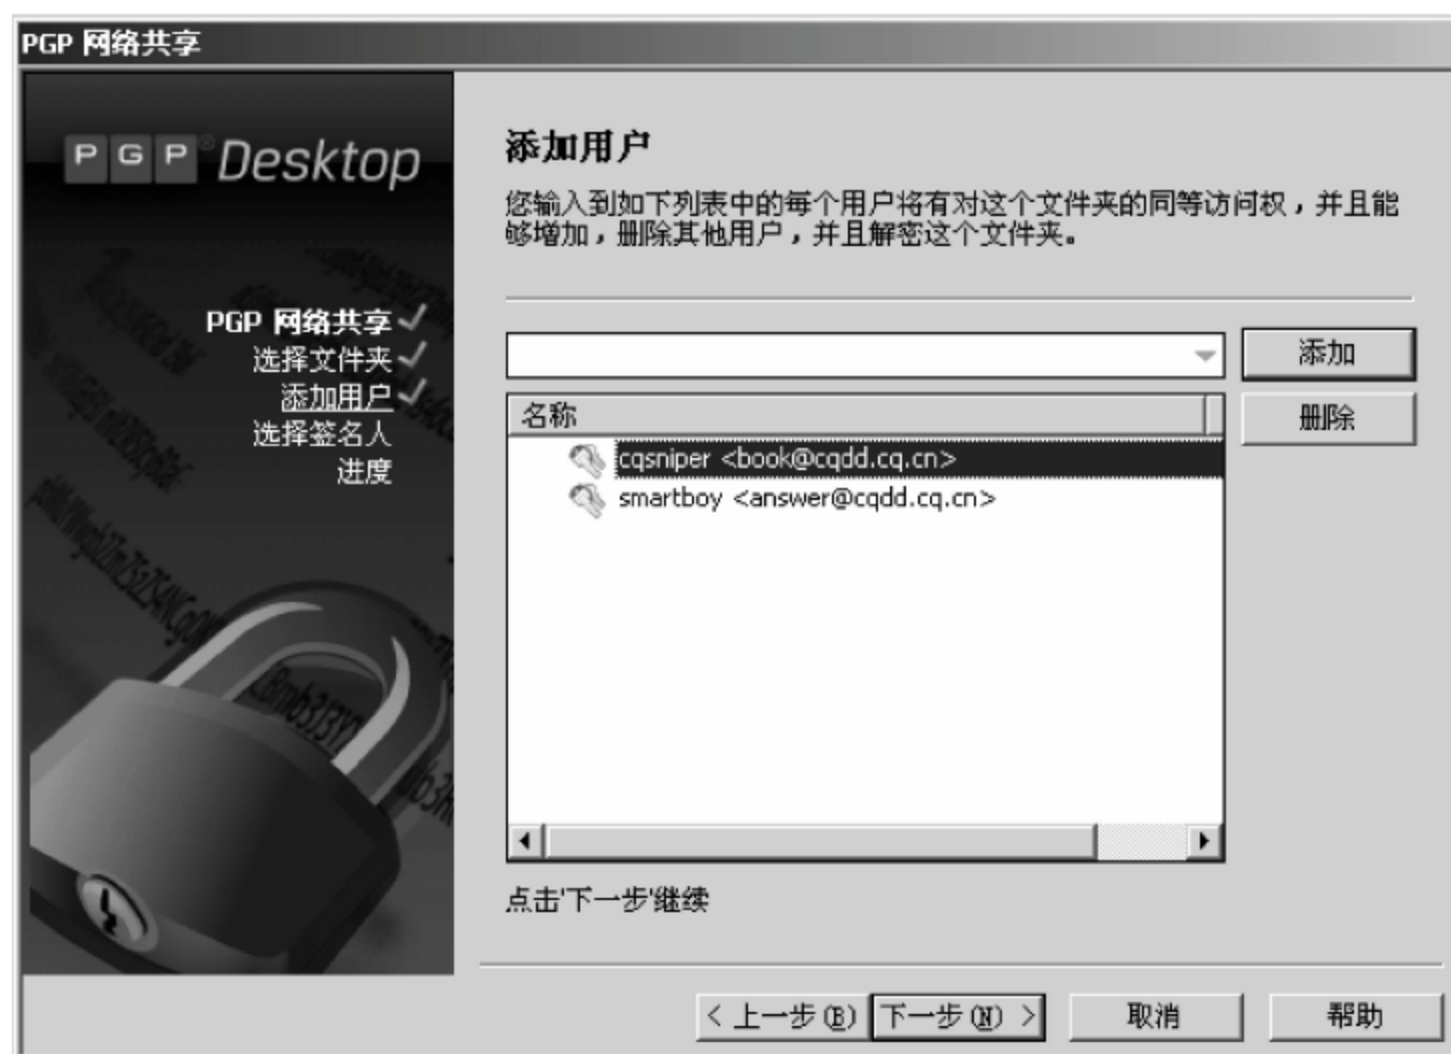 PGP 网络共享
PGP® Desktop
PGP 网络共享
选择文件夹
添加用户
选择签名人
进度
添加用户
您输入到如下列表中的每个用户将有对这个文件夹的同等访问权，并且能
够增加，删除其他用户，并且解密这个文件夹。
添加
名称
删除
cqsniper <book@cqdd.cq.cn>
smartboy <answer@cqdd.cq.cn>
点击'下一步'继续
< 上一步(B) 下一步(N) > 取消 帮助